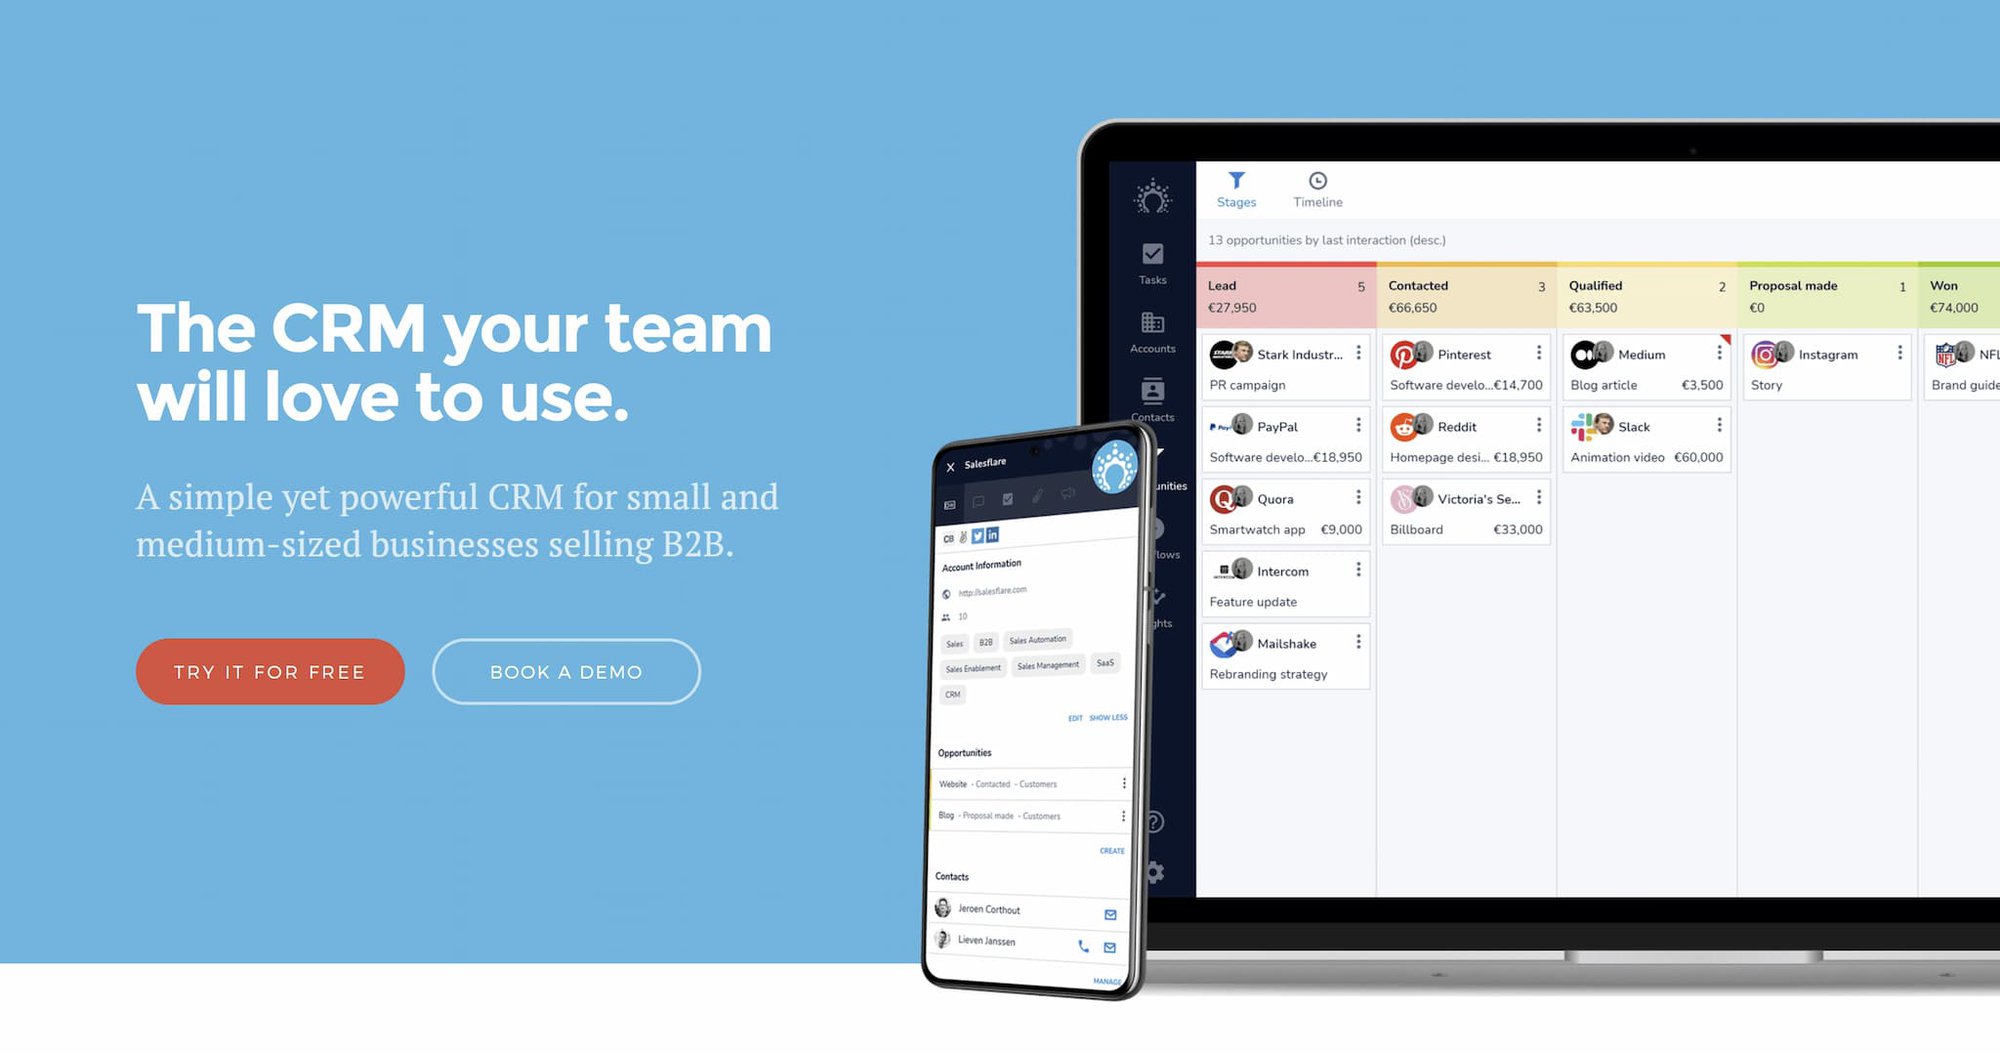 The CRM your team
will love to use.
A simple yet powerful CRM for small and
medium-sized businesses selling B2B.
TRY IT FOR FREE
BOOK A DEMO
Salesflare
CB
Account Information
http://salesflare.com
10
Sales
B2B
Sales Automation
Sales Enablement
Sales Management
SaaS
CRM
EDIT
SHOW LESS
Opportunities
Website - Contacted - Customers
Blog - Proposal made - Customers
CREATE
Contacts
Jeroen Corthout
Lieven Janssen
MANAGE
Tasks
Accounts
Contacts
unities
lows
ghts
Stages
Timeline
13 opportunities by last interaction (desc.)
Lead 5
€27,950
Stark Industr...
PR campaign
PayPal
Software develo...€18,950
Quora
Smartwatch app €9,000
Intercom
Feature update
Mailshake
Rebranding strategy
Contacted 3
€66,650
Pinterest
Software develo...€14,700
Reddit
Homepage desi... €18,950
Victoria's Se...
Billboard €33,000
Qualified 2
€63,500
Medium
Blog article €3,500
Slack
Animation video €60,000
Proposal made 1
€0
Instagram
Story
Won
€74,000
NFL
Brand guide